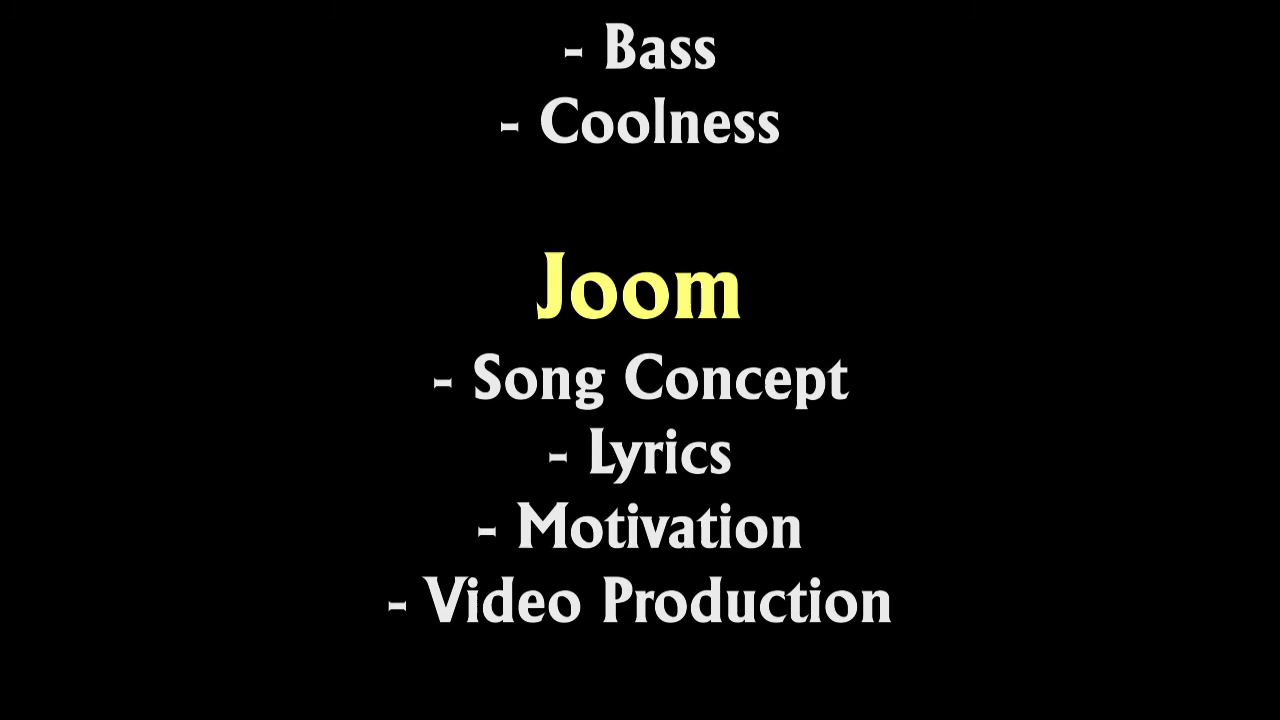 - Bass
- Coolness
Joom
- Song Concept
- Lyrics
- Motivation
- Video Production